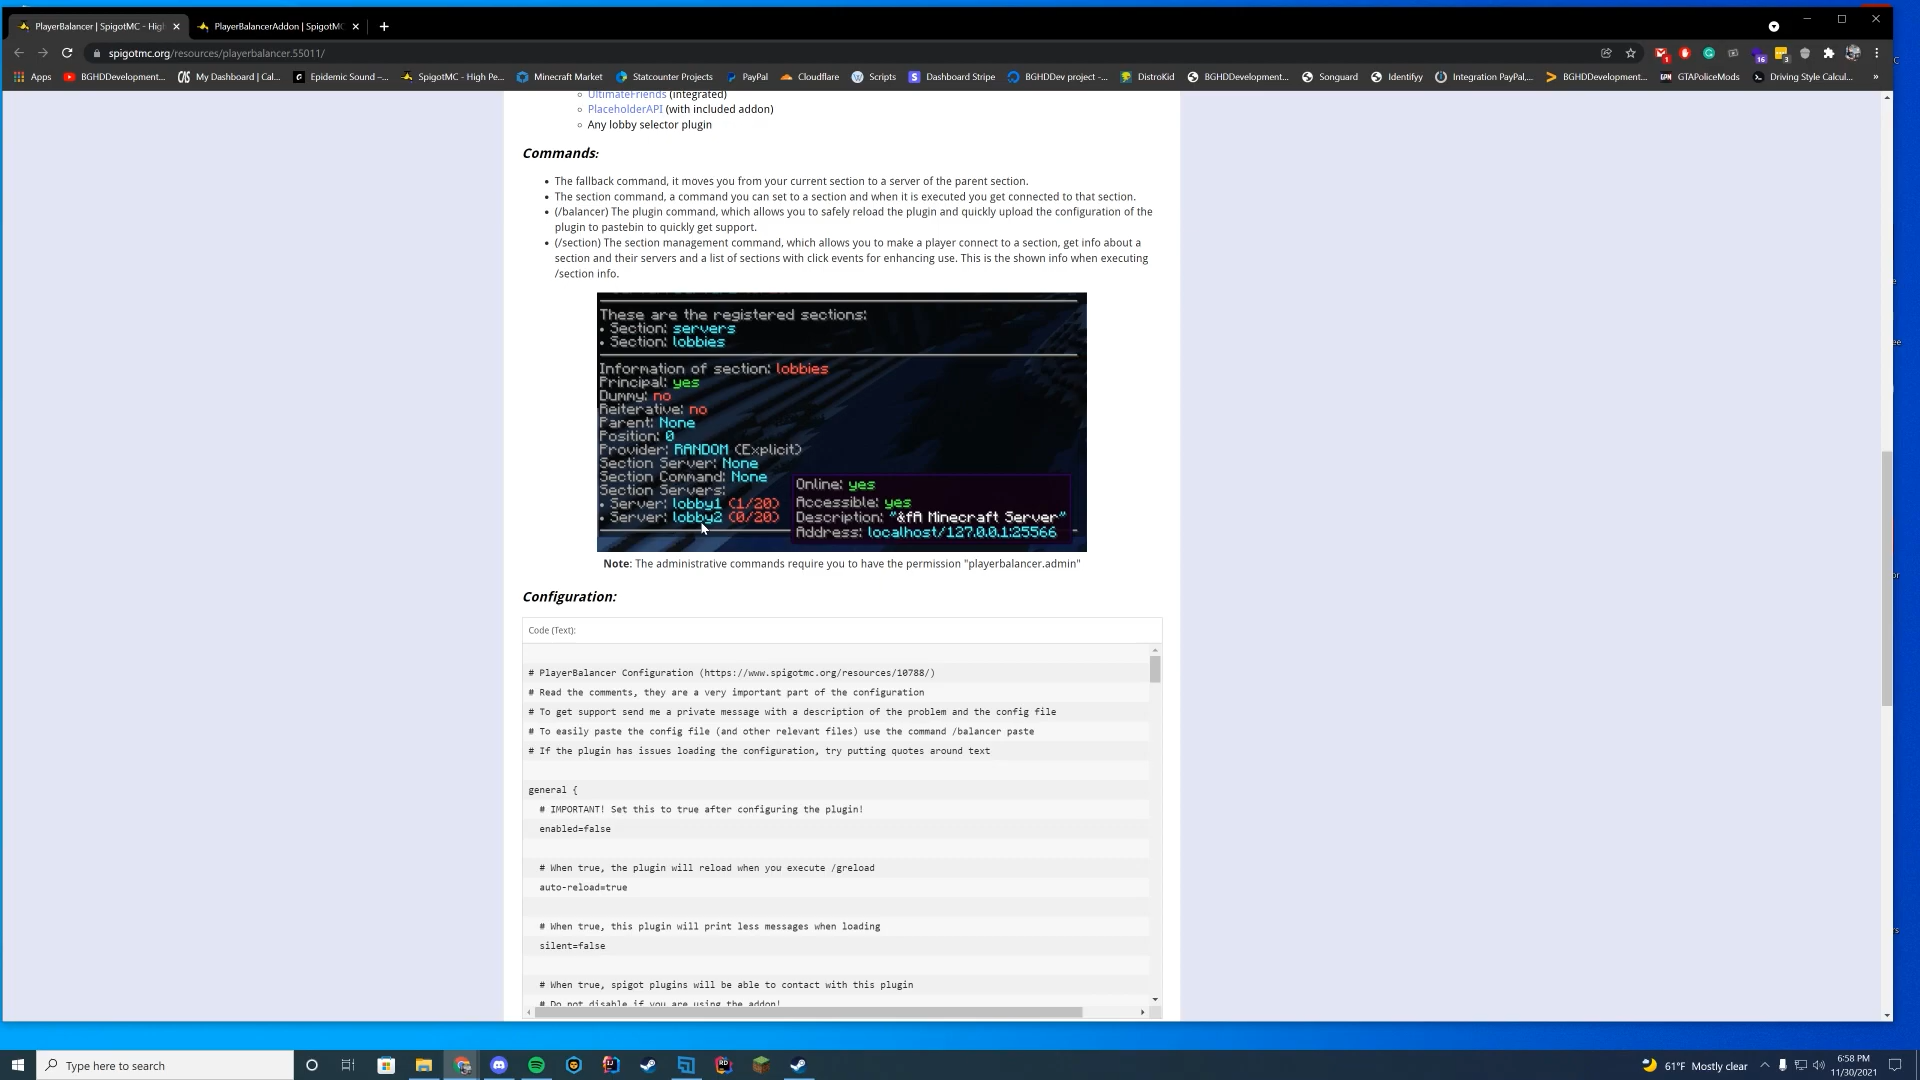 PlayerBalancer | SpigotMC - Hig
PlayerBalancerAddon | SpigotMC
spigotmc.org/resources/playerbalancer.55011/
1
16
3
Apps
BGHDDevelopment...
My Dashboard | Cal...
Epidemic Sound –...
SpigotMC - High Pe...
Minecraft Market
Statcounter Projects
PayPal
Cloudflare
Scripts
Dashboard Stripe
BGHDDev project -...
DistroKid
BGHDDevelopment...
Songuard
Identifyy
Integration PayPal,...
BGHDDevelopment...
GTAPoliceMods
Driving Style Calcul...
»
UltimateFriends (integrated)
PlaceholderAPI (with included addon)
Any lobby selector plugin
Commands:
The fallback command, it moves you from your current section to a server of the parent section.
The section command, a command you can set to a section and when it is executed you get connected to that section.
(/balancer) The plugin command, which allows you to safely reload the plugin and quickly upload the configuration of the
plugin to pastebin to quickly get support.
(/section) The section management command, which allows you to make a player connect to a section, get info about a
section and their servers and a list of sections with click events for enhancing use. This is the shown info when executing
/section info.
These are the registered sections:
• Section: servers
• Section: lobbies
Information of section: lobbies
Principal: yes
Dummy: no
Reiterative: no
Parent: None
Position: 0
Provider: RANDOM (Explicit)
Section Server: None
Section Command: None
Section Servers:
• Server: lobby1 (1/20)
• Server: lobby2 (0/20)
Online: yes
Accessible: yes
Description: "&fA Minecraft Server"
Address: localhost/127.0.0.1:25566
Note: The administrative commands require you to have the permission "playerbalancer.admin"
Configuration:
Code (Text):
# PlayerBalancer Configuration (https://www.spigotmc.org/resources/10788/)
# Read the comments, they are a very important part of the configuration
# To get support send me a private message with a description of the problem and the config file
# To easily paste the config file (and other relevant files) use the command /balancer paste
# If the plugin has issues loading the configuration, try putting quotes around text
general {
# IMPORTANT! Set this to true after configuring the plugin!
enabled=false
# When true, the plugin will reload when you execute /greload
auto-reload=true
# When true, this plugin will print less messages when loading
silent=false
# When true, spigot plugins will be able to contact with this plugin
# Do not disable if you are using the addon!
Type here to search
61°F Mostly clear
6:58 PM
11/30/2021